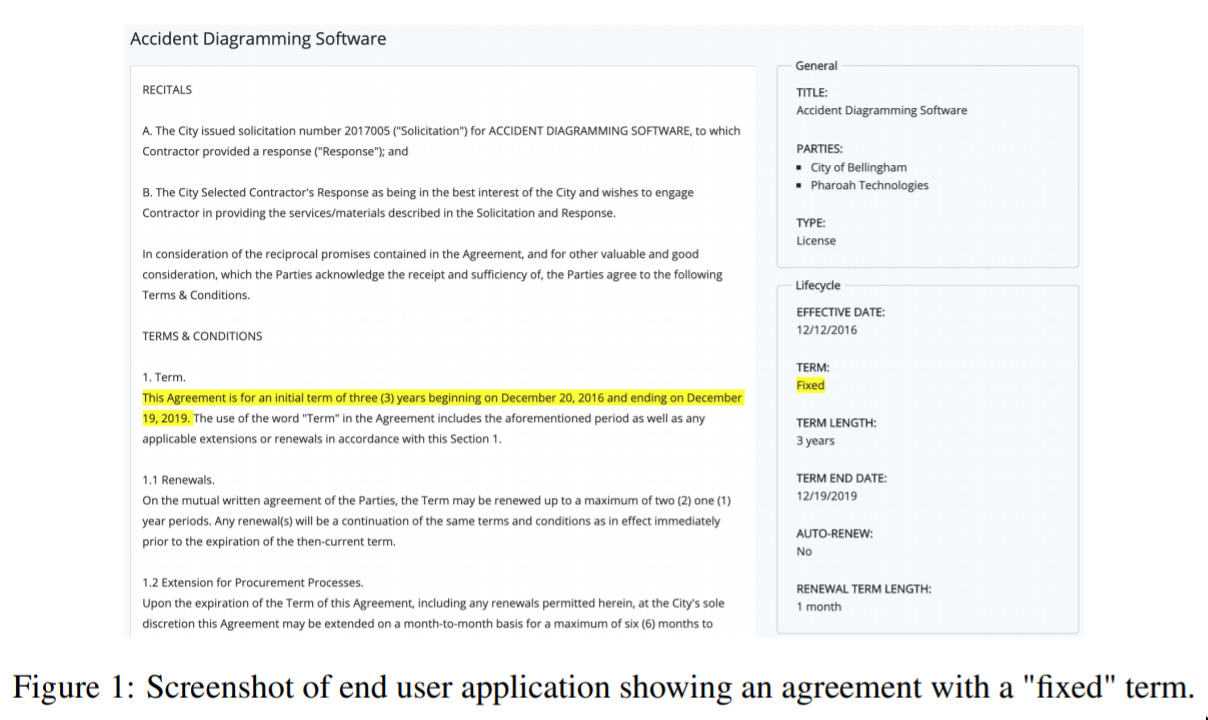 Accident Diagramming Software
RECITALS
A. The City issued solicitation number 2017005 ("Solicitation") for ACCIDENT DIAGRAMMING SOFTWARE, to which
Contractor provided a response ("Response"); and
B. The City Selected Contractor's Response as being in the best interest of the City and wishes to engage
Contractor in providing the services/materials described in the Solicitation and Response.
In consideration of the reciprocal promises contained in the Agreement, and for other valuable and good
consideration, which the Parties acknowledge the receipt and sufficiency of, the Parties agree to the following
Terms & Conditions.
TERMS & CONDITIONS
1. Term.
This Agreement is for an initial term of three (3) years beginning on December 20, 2016 and ending on December
19, 2019. The use of the word "Term" in the Agreement includes the aforementioned period as well as any
applicable extensions or renewals in accordance with this Section 1.
1.1 Renewals.
On the mutual written agreement of the Parties, the Term may be renewed up to a maximum of two (2) one (1)
year periods. Any renewal(s) will be a continuation of the same terms and conditions as in effect immediately
prior to the expiration of the then-current term.
1.2 Extension for Procurement Processes.
Upon the expiration of the Term of this Agreement, including any renewals permitted herein, at the City's sole
discretion this Agreement may be extended on a month-to-month basis for a maximum of six (6) months to
General
TITLE:
Accident Diagramming Software
PARTIES:
▪ City of Bellingham
▪ Pharoah Technologies
TYPE:
License
Lifecycle
EFFECTIVE DATE:
12/12/2016
TERM:
Fixed
TERM LENGTH:
3 years
TERM END DATE:
12/19/2019
AUTO-RENEW:
No
RENEWAL TERM LENGTH:
1 month
Figure 1: Screenshot of end user application showing an agreement with a "fixed" term.